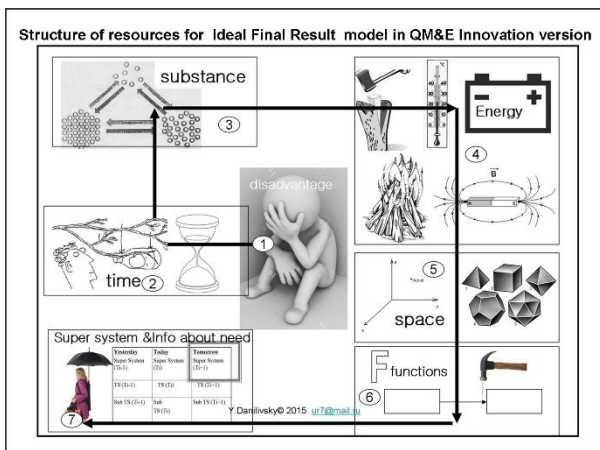 Structure of resources for Ideal Final Result model in QM&E Innovation version
substance
3
°C
Energy
4
B
disadvantage
1
time
2
5
space
Super system &Info about need
Yesterday Today Tomorrow
Super System (Ti-1) Super System (Ti) Super System (Ti+1)
TS (Ti-1) TS (Ti) TS (Ti+1)
Sub TS (Ti-1) Sub TS (Ti) Sub TS (Ti+1)
7
F functions
6
Y.Danilivsky© 2015 ur7@mail.ru